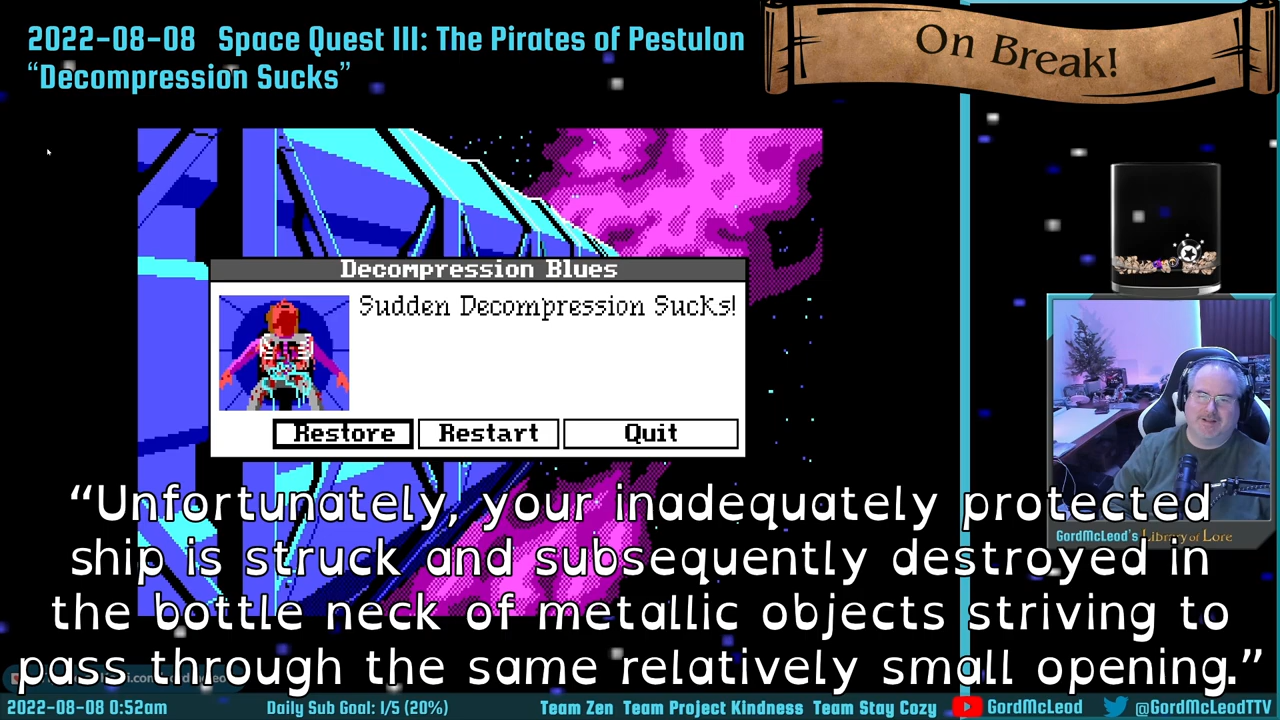 2022-08-08 Space Quest III: The Pirates of Pestulon
“Decompression Sucks”
On Break!
Decompression Blues
Sudden Decompression Sucks!
Restore Restart Quit
“Unfortunately, your inadequately protected
ship is struck and subsequently destroyed in
the bottle neck of metallic objects striving to
pass through the same relatively small opening.”
GordMcLeod's Library of Lore
2022-08-08 0:52am Daily Sub Goal: 1/5 (20%) Team Zen Team Project Kindness Team Stay Cozy GordMcLeod @GordMcLeodTTV